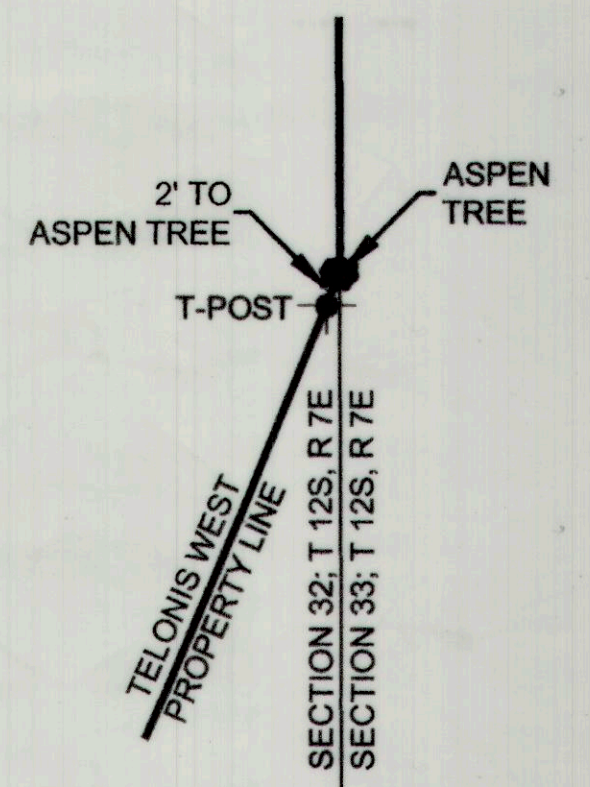 2' TO
ASPEN TREE
ASPEN
TREE
T-POST
TELONIS WEST
PROPERTY LINE
SECTION 32; T 12S, R 7E
SECTION 33; T 12S, R 7E